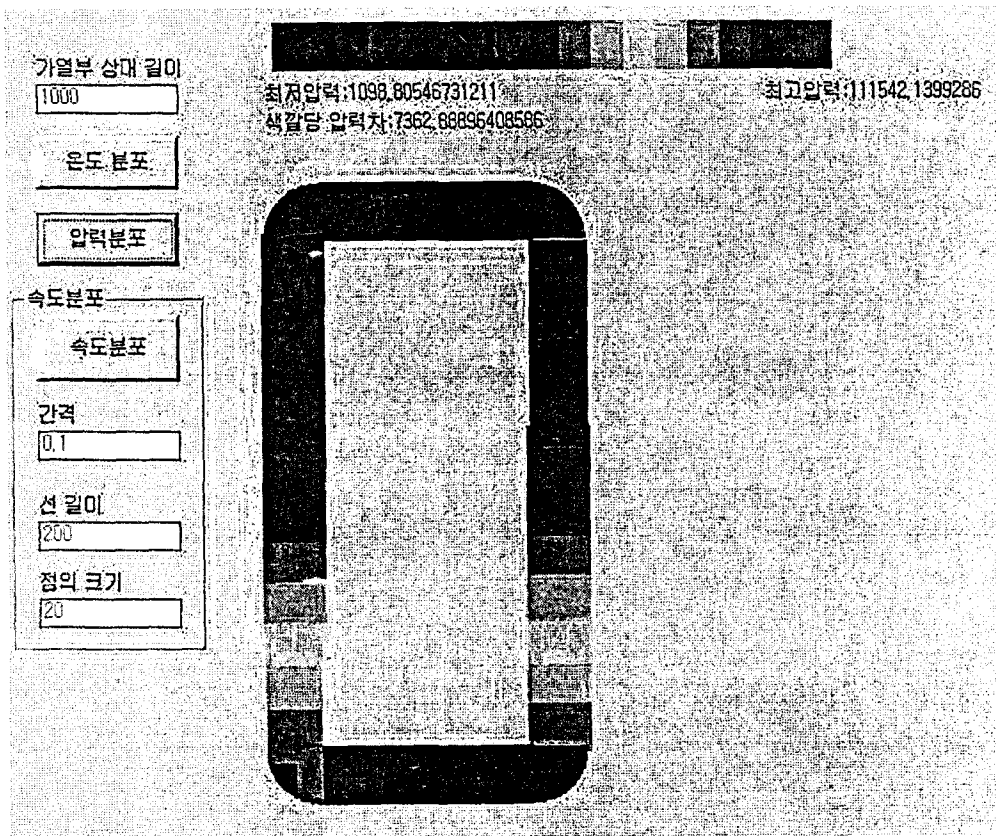 가열부 상대 길이
1000
온도 분포
압력분포
속도분포
속도분포
간격
0.1
선 길이
200
점의 크기
20
최저압력:1098.80546731211
최고압력:111542.1399286
색깔당 압력차:7362.88896408586